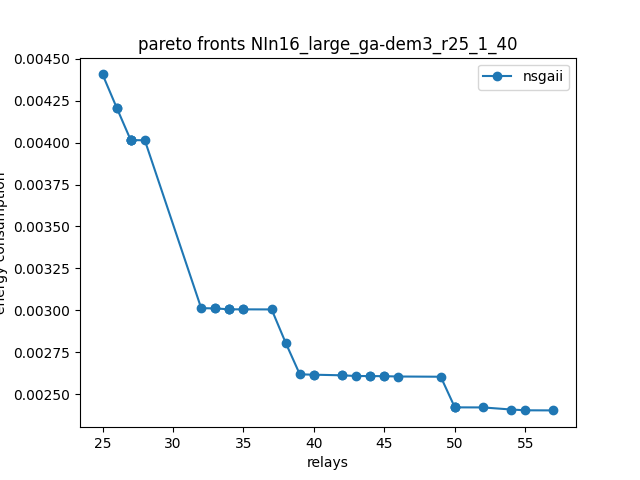 pareto fronts NIn16_large_ga-dem3_r25_1_40
nsgaii
0.00450
0.00425
0.00400
0.00375
0.00350
0.00325
0.00300
0.00275
0.00250
energy consumption
25 30 35 40 45 50 55
relays